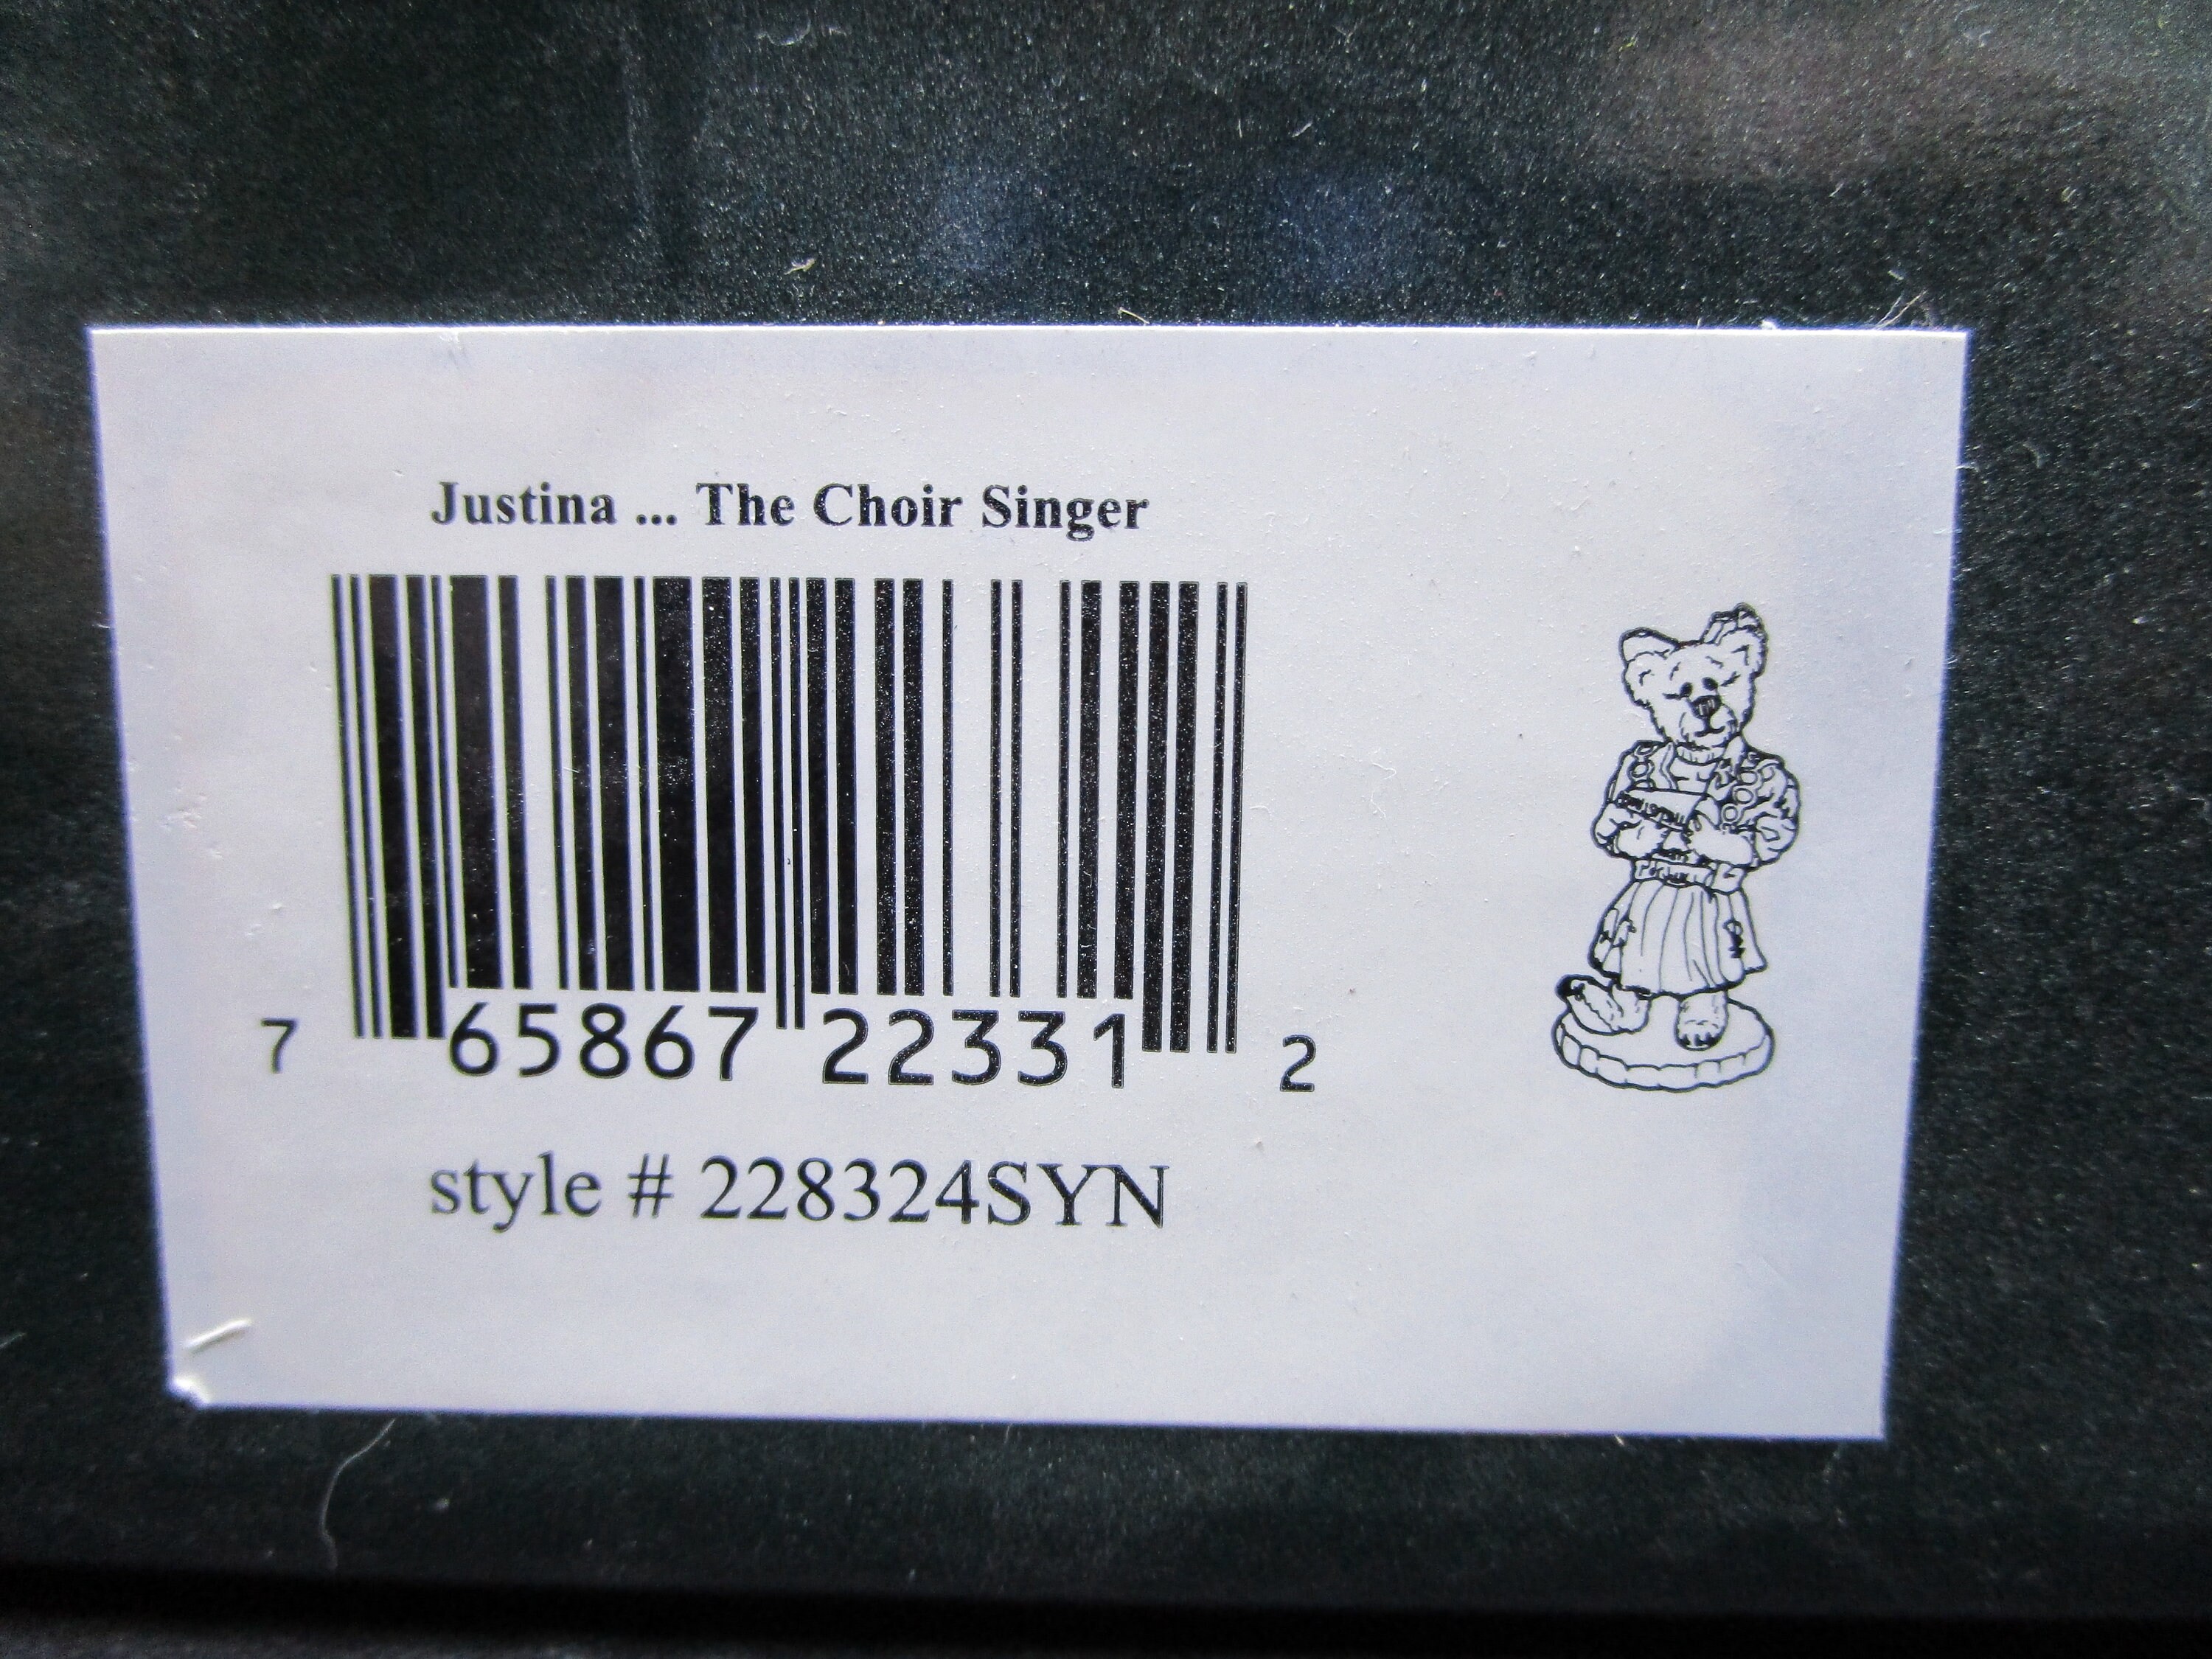 Justina ... The Choir Singer
7 65867 22331 2
style # 228324SYN